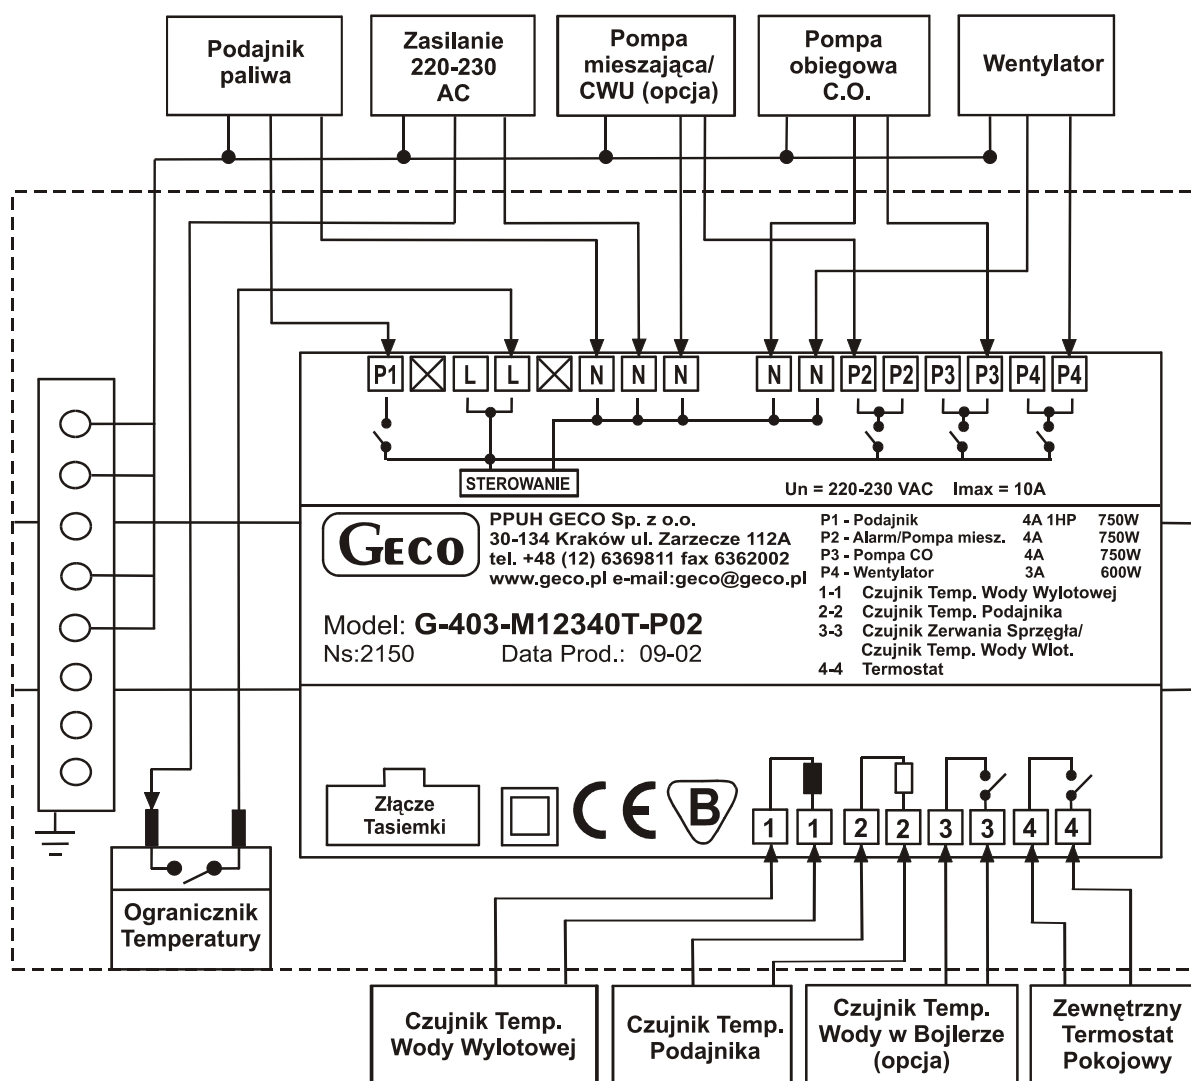 Podajnik
paliwa
Zasilanie
220-230
AC
Pompa
mieszająca/
CWU (opcja)
Pompa
obiegowa
C.O.
Wentylator
P1 L L N N N N N P2 P2 P3 P3 P4 P4
STEROWANIE
Un = 220-230 VAC Imax = 10A
GECO
PPUH GECO Sp. z o.o.
30-134 Kraków ul. Zarzecze 112A
tel. +48 (12) 6369811 fax 6362002
www.geco.pl e-mail:geco@geco.pl
Model: G-403-M12340T-P02
Ns:2150 Data Prod.: 09-02
P1 - Podajnik 4A 1HP 750W
P2 - Alarm/Pompa miesz. 4A 750W
P3 - Pompa CO 4A 750W
P4 - Wentylator 3A 600W
1-1 Czujnik Temp. Wody Wylotowej
2-2 Czujnik Temp. Podajnika
3-3 Czujnik Zerwania Sprzęgła/
Czujnik Temp. Wody Wlot.
4-4 Termostat
Złącze
Tasiemki
CE
B
1 1 2 2 3 3 4 4
Ogranicznik
Temperatury
Czujnik Temp.
Wody Wylotowej
Czujnik Temp.
Podajnika
Czujnik Temp.
Wody w Bojlerze
(opcja)
Zewnętrzny
Termostat
Pokojowy